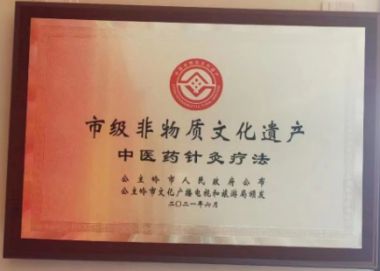 市级非物质文化遗产
中医药针灸疗法
公主岭市人民政府公布
公主岭市文化广播电视和旅游局颁发
二〇二一年六月